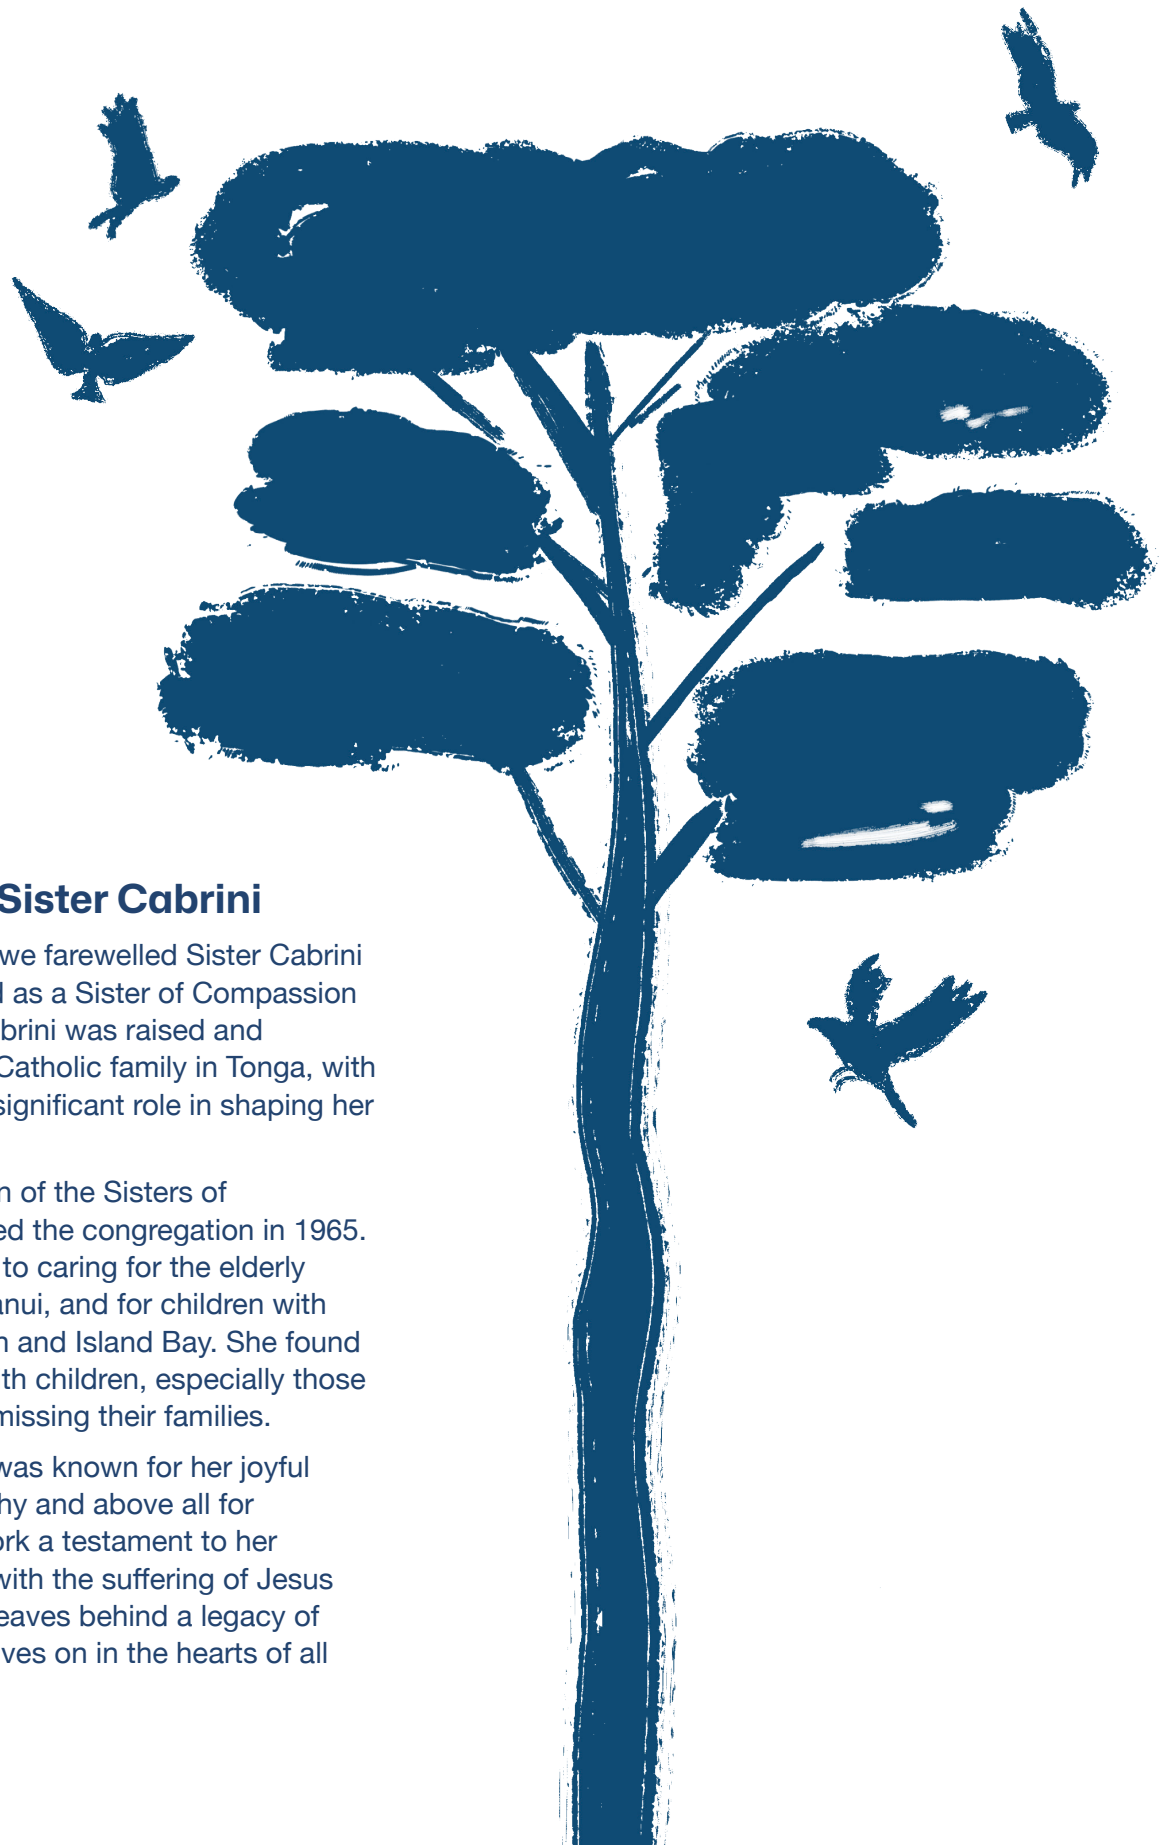 Sister Cabrini
we farewelled Sister Cabrini
as a Sister of Compassion
brini was raised and
Catholic family in Tonga, with
significant role in shaping her
n of the Sisters of
ed the congregation in 1965.
to caring for the elderly
anui, and for children with
n and Island Bay. She found
th children, especially those
missing their families.
was known for her joyful
hy and above all for
ork a testament to her
with the suffering of Jesus
eaves behind a legacy of
ves on in the hearts of all